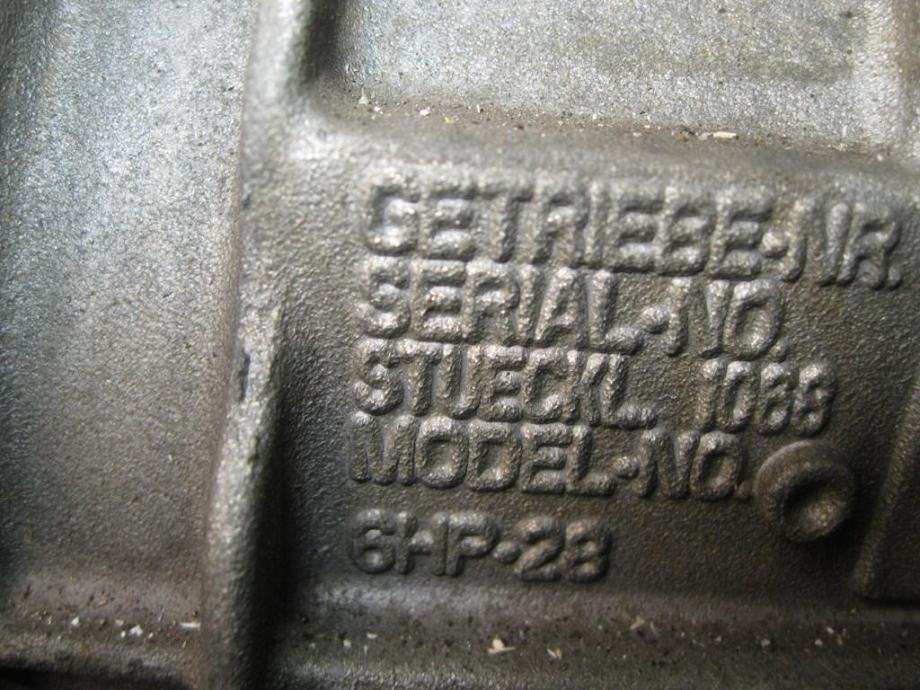 GETRIEBE-NR.
SERIAL-NO.
STUECKL. 1068
MODEL-NO.
6HP-28